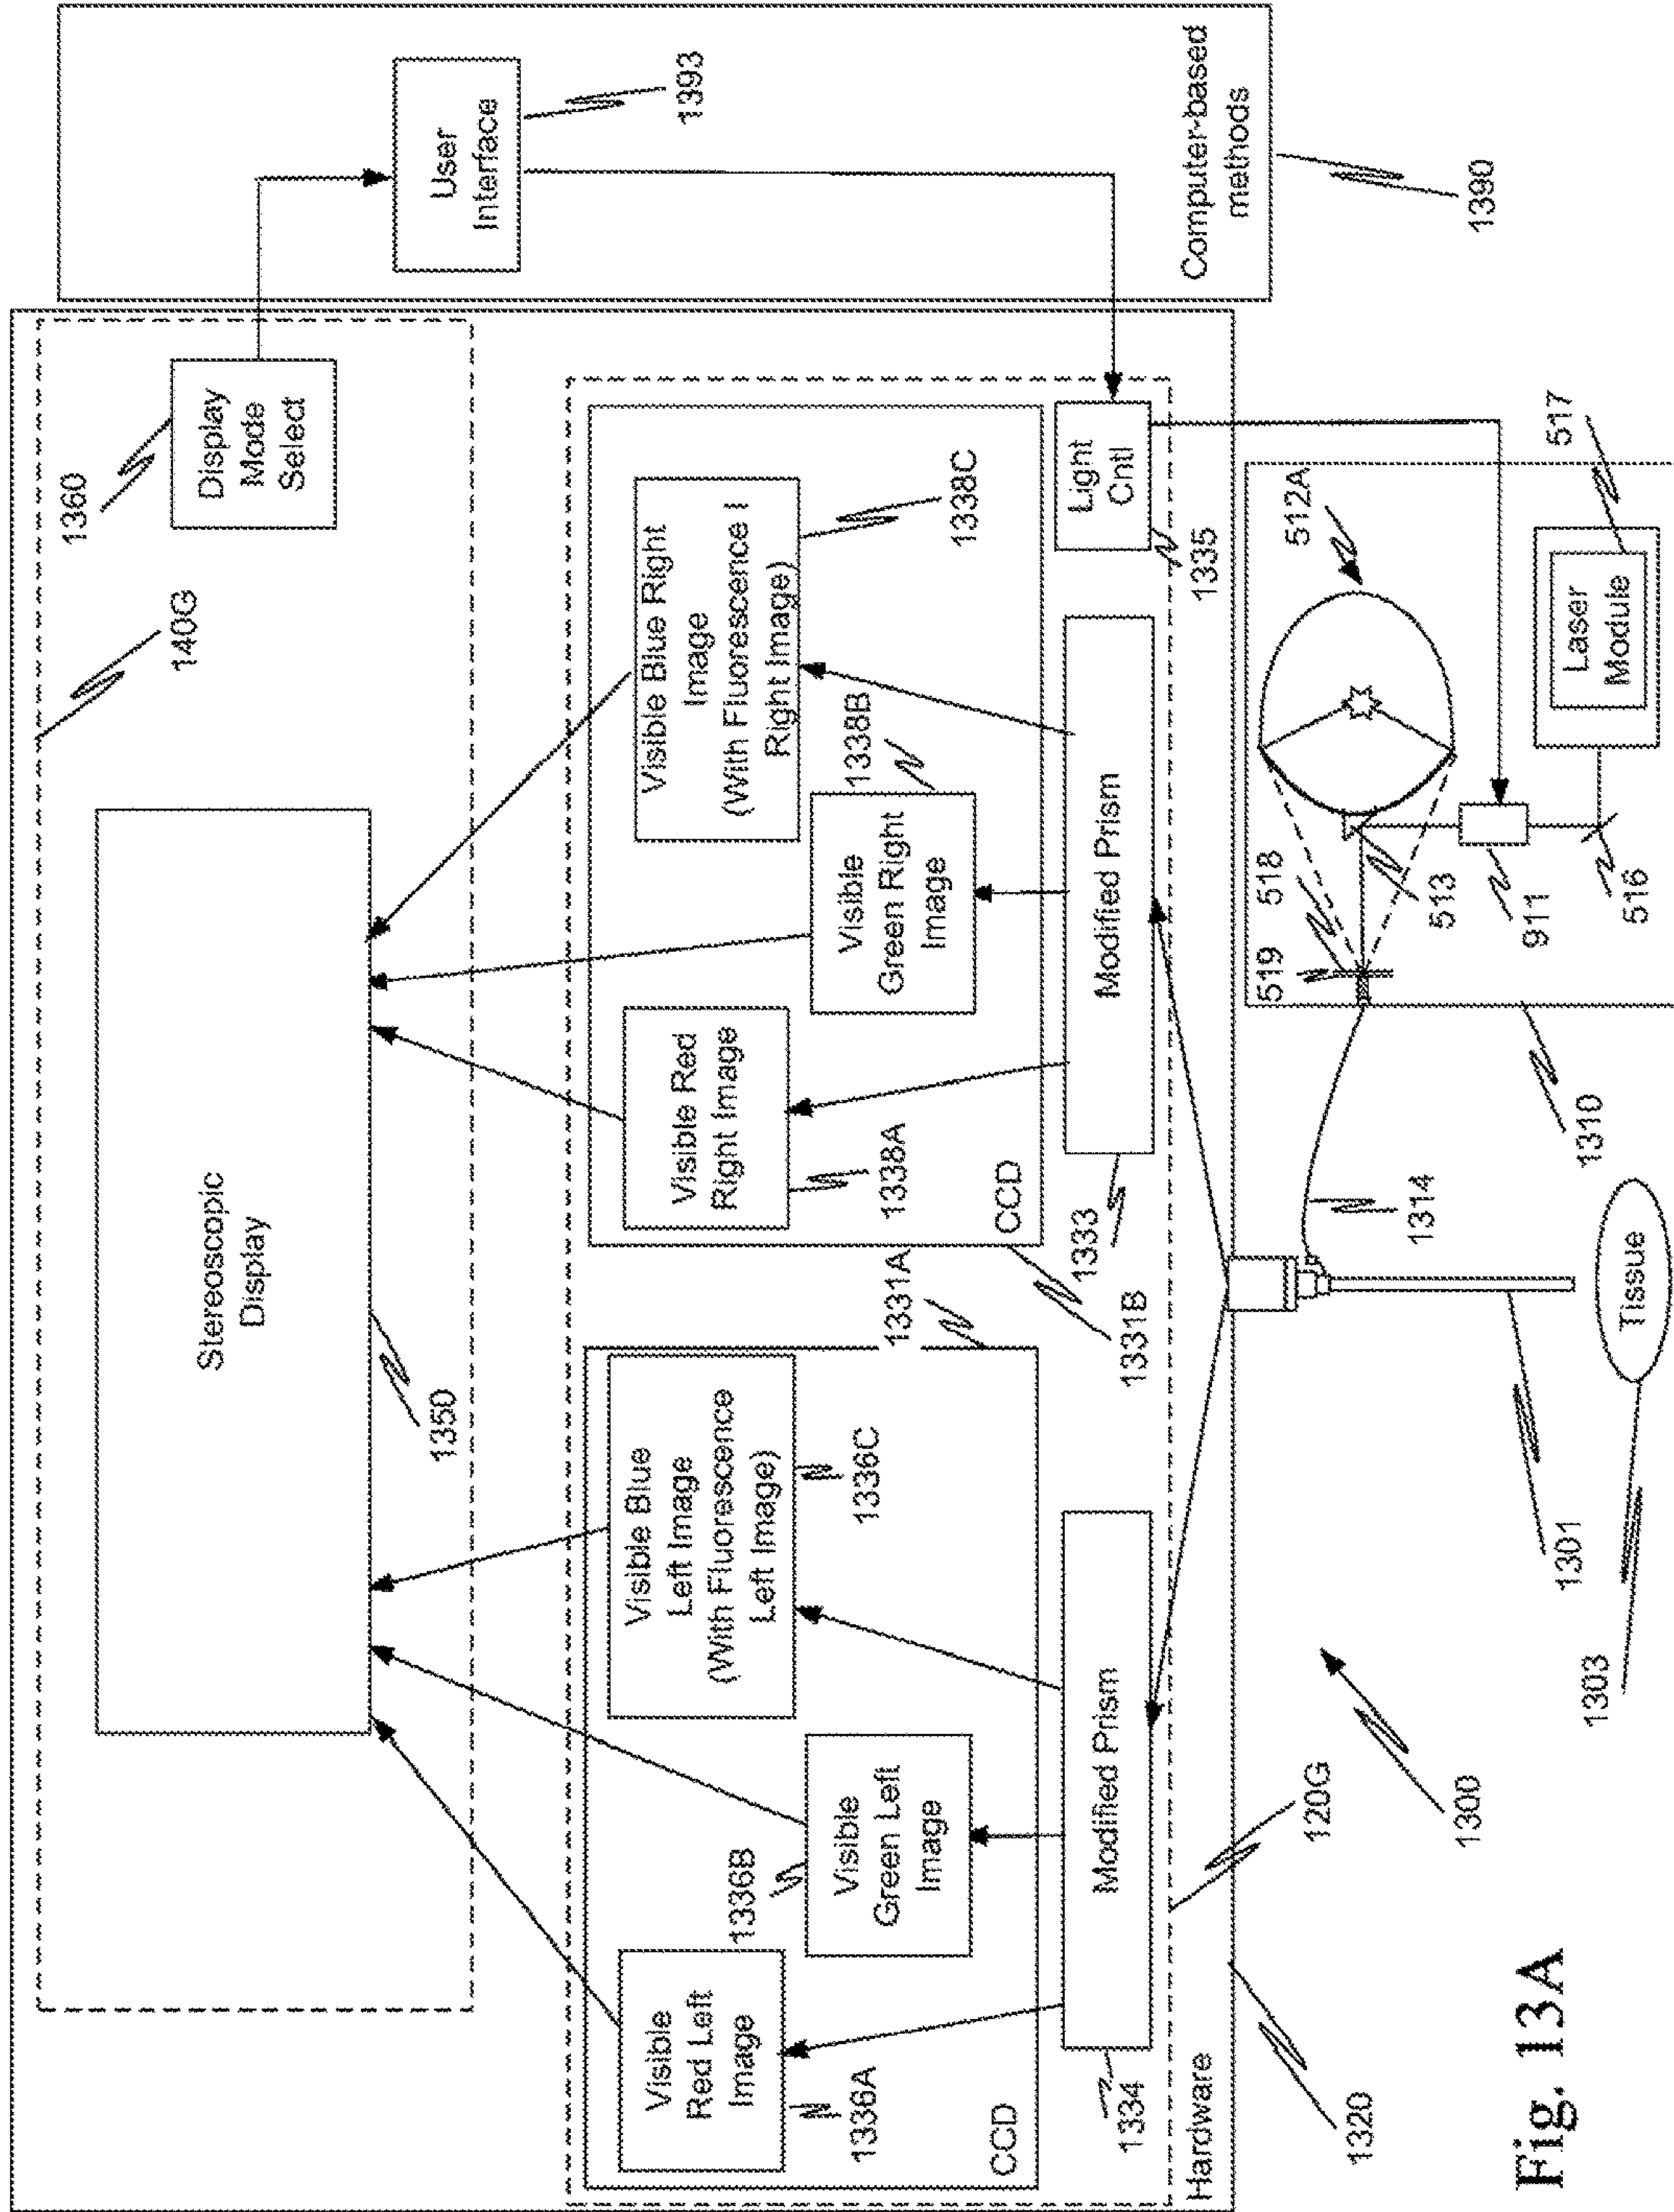 140G
1360
Display
Mode
Select
Stereoscopic
Display
1350
User
Interface
1393
Computer-based
methods
1390
Visible
Red Left
Image
1336A
Visible
Green Left
Image
1336B
Visible Blue
Left Image
(With Fluorescence
Left Image)
1336C
CCD
1331A
Visible Red
Right Image
1338A
Visible
Green Right
Image
1338B
Visible Blue Right
Image
(With Fluorescence I
Right Image)
1338C
CCD
1331B
Modified Prism
1334
Modified Prism
1333
Light
Cntl
1335
Hardware
1320
120G
1300
1303
Tissue
1301
1314
1310
519
518
513
911
516
512A
517
Laser
Module
Fig. 13A